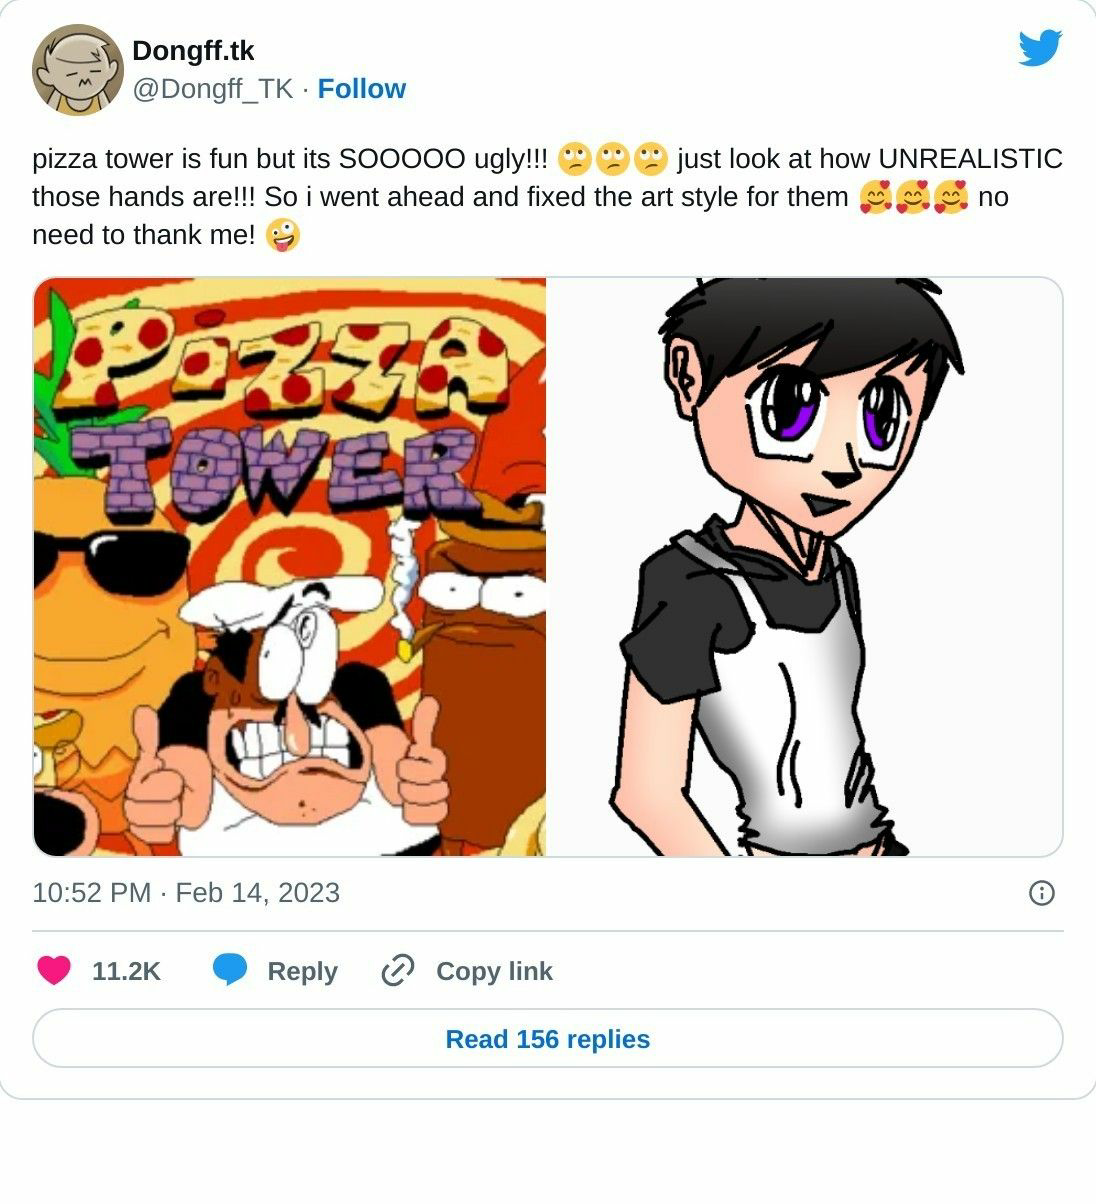 Dongff.tk
@Dongff_TK · Follow
pizza tower is fun but its SOOOOO ugly!!! 🙄🙄🙄 just look at how UNREALISTIC
those hands are!!! So i went ahead and fixed the art style for them 🥰🥰🥰 no
need to thank me! 🤪
PiZZA
TOWER
10:52 PM · Feb 14, 2023
11.2K Reply Copy link
Read 156 replies